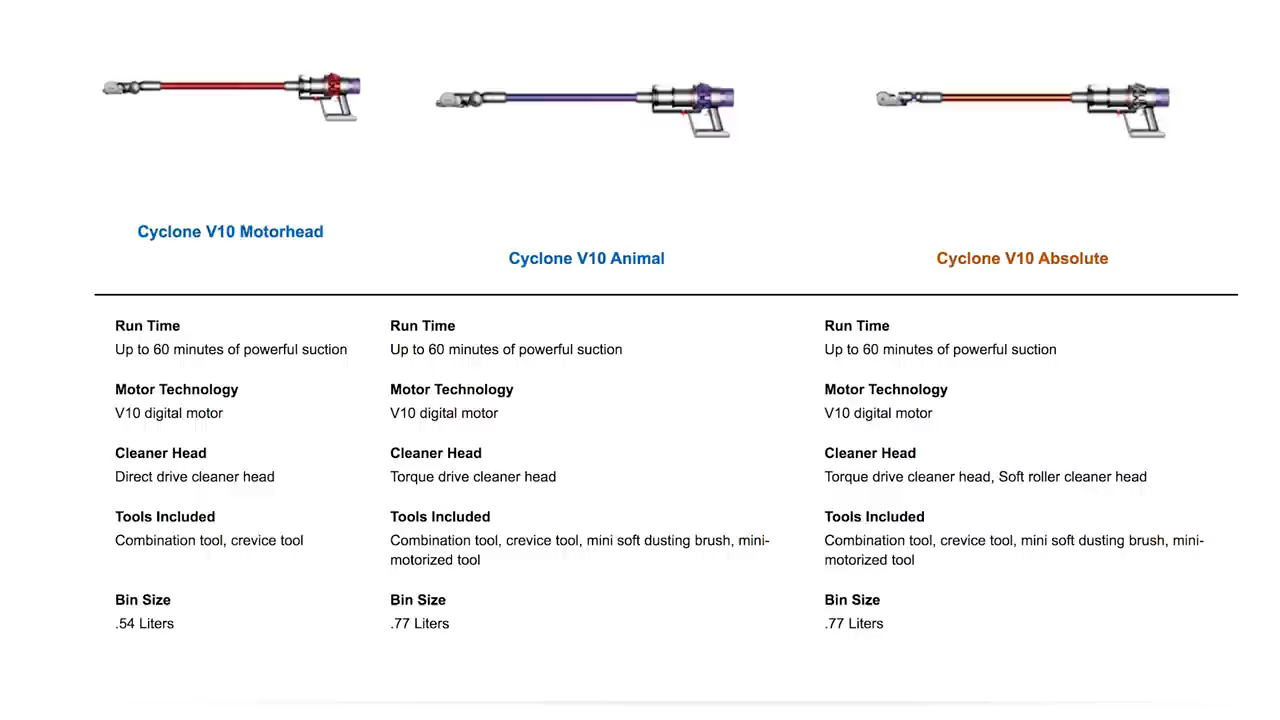 Cyclone V10 Motorhead
Cyclone V10 Animal
Cyclone V10 Absolute
Run Time
Up to 60 minutes of powerful suction
Motor Technology
V10 digital motor
Cleaner Head
Direct drive cleaner head
Tools Included
Combination tool, crevice tool
Bin Size
.54 Liters
Run Time
Up to 60 minutes of powerful suction
Motor Technology
V10 digital motor
Cleaner Head
Torque drive cleaner head
Tools Included
Combination tool, crevice tool, mini soft dusting brush, mini-
motorized tool
Bin Size
.77 Liters
Run Time
Up to 60 minutes of powerful suction
Motor Technology
V10 digital motor
Cleaner Head
Torque drive cleaner head, Soft roller cleaner head
Tools Included
Combination tool, crevice tool, mini soft dusting brush, mini-
motorized tool
Bin Size
.77 Liters